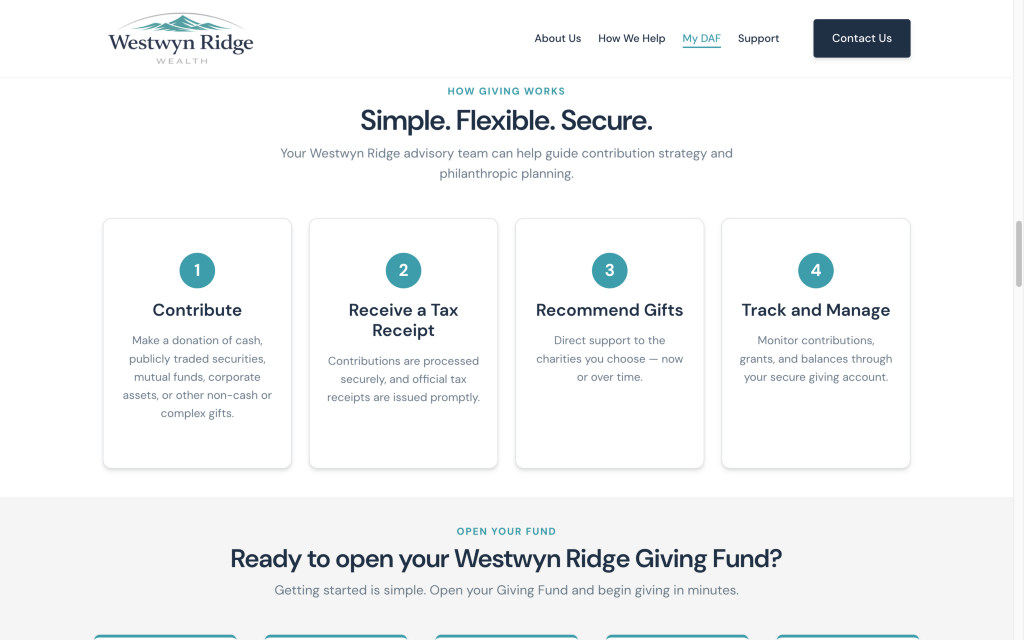 Westwyn Ridge
WEALTH
About Us
How We Help
My DAF
Support
Contact Us
HOW GIVING WORKS
Simple. Flexible. Secure.
Your Westwyn Ridge advisory team can help guide contribution strategy and
philanthropic planning.
1
Contribute
Make a donation of cash,
publicly traded securities,
mutual funds, corporate
assets, or other non-cash or
complex gifts.
2
Receive a Tax
Receipt
Contributions are processed
securely, and official tax
receipts are issued promptly.
3
Recommend Gifts
Direct support to the
charities you choose — now
or over time.
4
Track and Manage
Monitor contributions,
grants, and balances through
your secure giving account.
OPEN YOUR FUND
Ready to open your Westwyn Ridge Giving Fund?
Getting started is simple. Open your Giving Fund and begin giving in minutes.